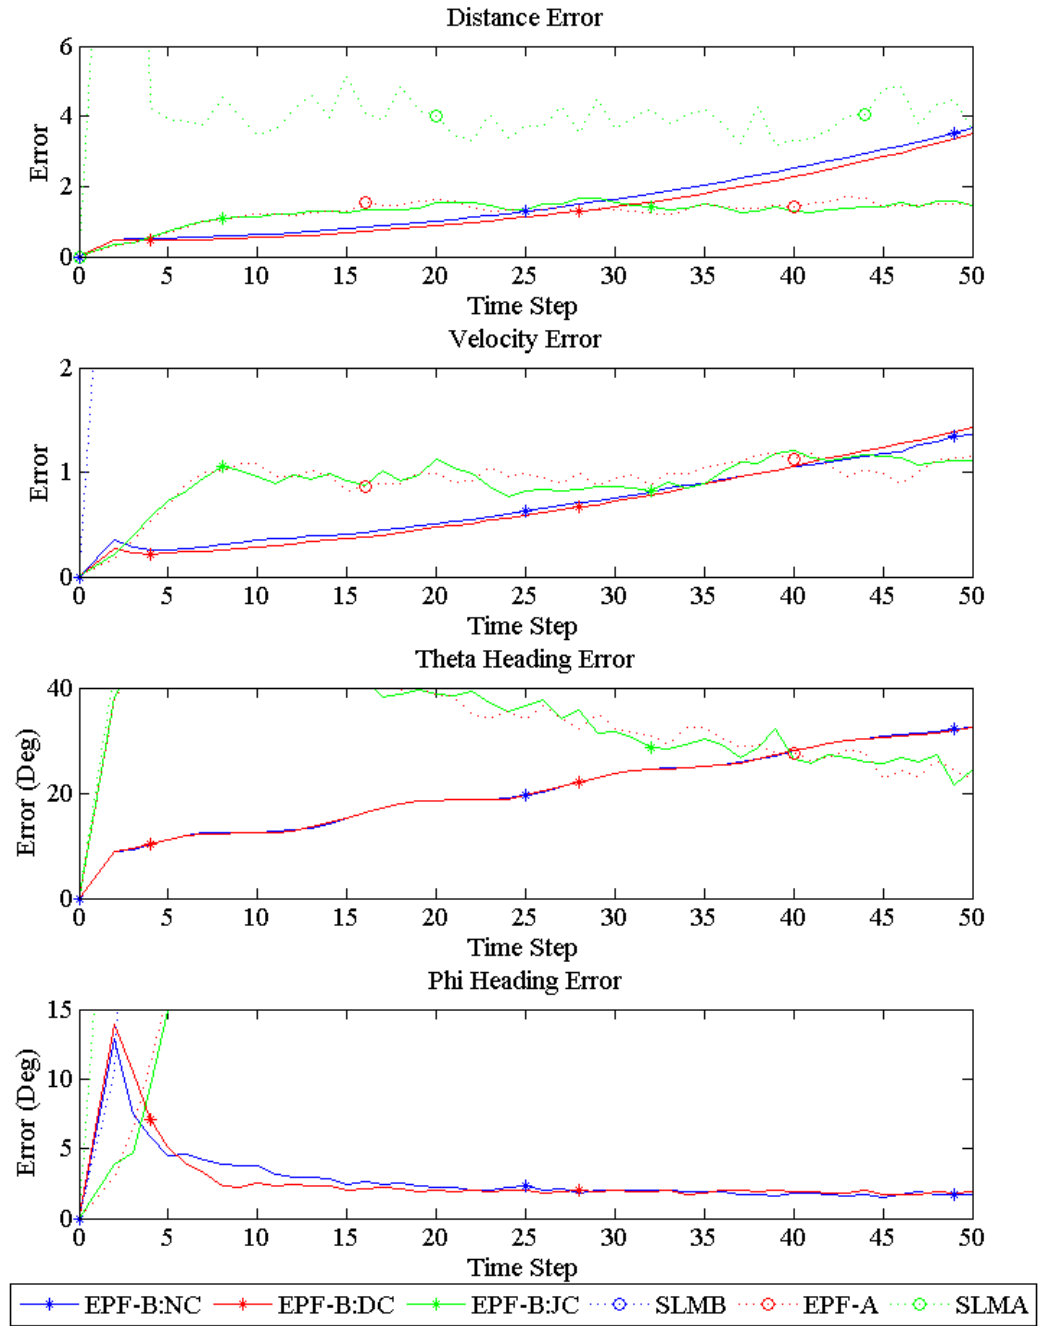 Distance Error
6
4
2
0
Error
0 5 10 15 20 25 30 35 40 45 50
Time Step
Velocity Error
2
1
0
Error
0 5 10 15 20 25 30 35 40 45 50
Time Step
Theta Heading Error
40
20
0
Error (Deg)
0 5 10 15 20 25 30 35 40 45 50
Time Step
Phi Heading Error
15
10
5
0
Error (Deg)
0 5 10 15 20 25 30 35 40 45 50
Time Step
EPF-B:NC EPF-B:DC EPF-B:JC SLMB EPF-A SLMA